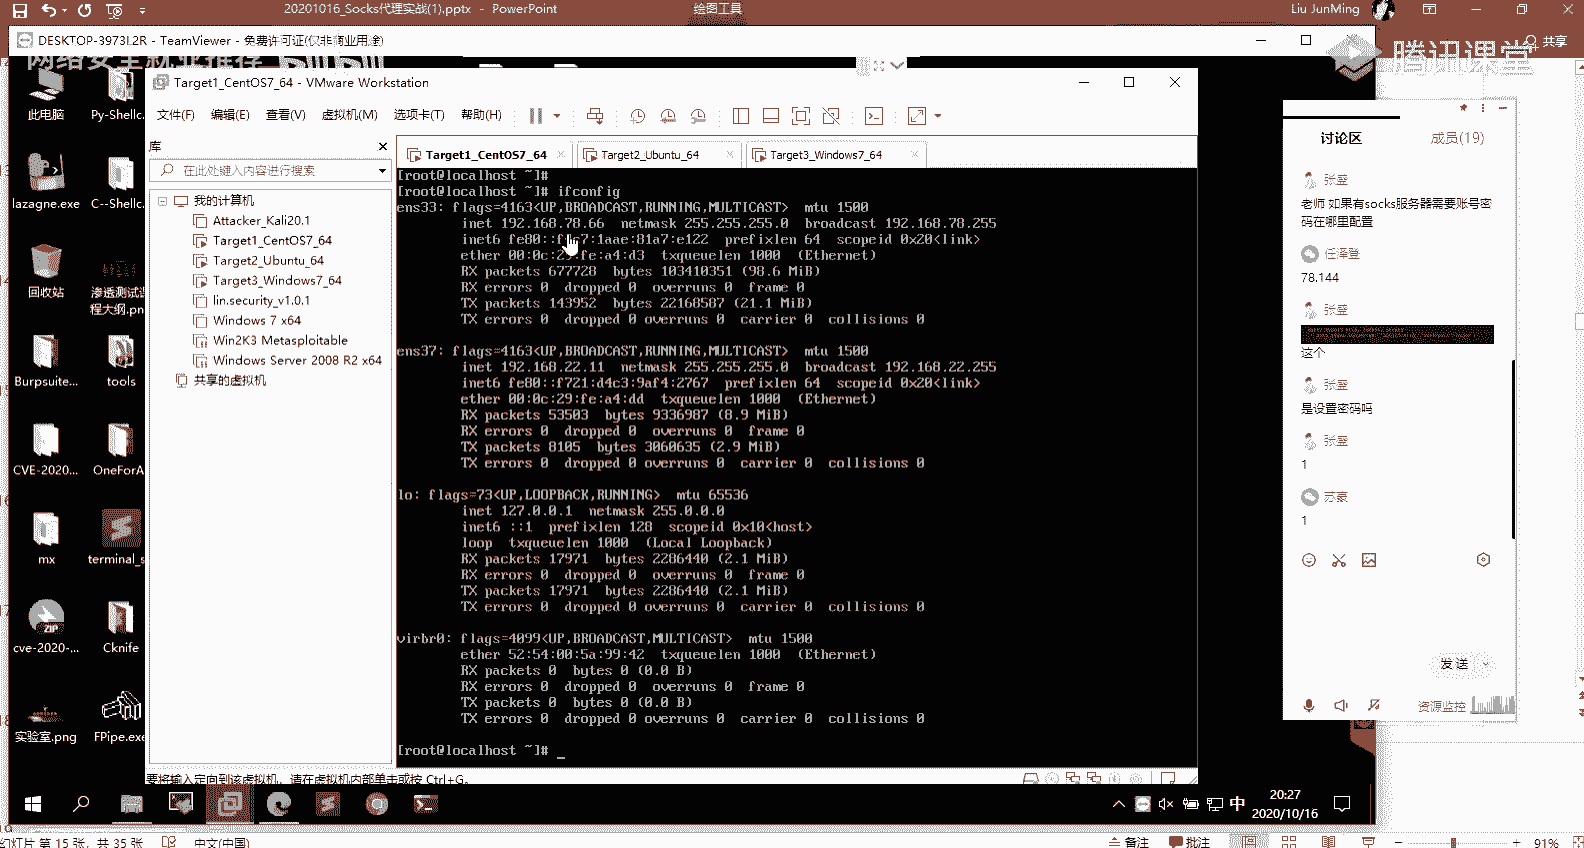 20201016_Socks代理实战(1).pptx - PowerPoint
绘图工具
Liu JunMing
DESKTOP-3973I.2R - TeamViewer - 免费许可证(仅非商业用途)
共享
腾讯课堂
网络安全就业推荐
此电脑
Py-Shellc.
lazagne.exe
C--Shellc.
回收站
渗透测试课
程大纲.pn
Burpsuite...
tools
CVE-2020...
OneForA
mx
terminal_s
cve-2020-...
Cknife
实验室.png
FPipe.exe
Target1_CentOS7_64 - VMware Workstation
文件(F) 编辑(E) 查看(V) 虚拟机(M) 选项卡(T) 帮助(H)
库
在此处键入内容进行搜索
我的计算机
Attacker_Kali20.1
Target1_CentOS7_64
Target2_Ubuntu_64
Target3_Windows7_64
lin.security_v1.0.1
Windows 7 x64
Win2K3 Metasploitable
Windows Server 2008 R2 x64
共享的虚拟机
Target1_CentOS7_64 Target2_Ubuntu_64 Target3_Windows7_64
[root@localhost ~]#
[root@localhost ~]# ifconfig
ens33: flags=4163<UP,BROADCAST,RUNNING,MULTICAST> mtu 1500
inet 192.168.78.66 netmask 255.255.255.0 broadcast 192.168.78.255
prefixlen 64 scopeid 0x20<link>
ether 00:0c:29:fe:a4:d3 txqueuelen 1000 (Ethernet)
RX packets 677728 bytes 103410351 (98.6 MiB)
RX errors 0 dropped 0 overruns 0 frame 0
TX packets 143952 bytes 22168587 (21.1 MiB)
TX errors 0 dropped 0 overruns 0 carrier 0 collisions 0
ens37: flags=4163<UP,BROADCAST,RUNNING,MULTICAST> mtu 1500
inet 192.168.22.11 netmask 255.255.255.0 broadcast 192.168.22.255
inet6 fe80::f721:d4c3:9af4:2767 prefixlen 64 scopeid 0x20<link>
ether 00:0c:29:fe:a4:dd txqueuelen 1000 (Ethernet)
RX packets 53503 bytes 9336987 (8.9 MiB)
RX errors 0 dropped 0 overruns 0 frame 0
TX packets 8105 bytes 3060635 (2.9 MiB)
TX errors 0 dropped 0 overruns 0 carrier 0 collisions 0
lo: flags=73<UP,LOOPBACK,RUNNING> mtu 65536
inet 127.0.0.1 netmask 255.0.0.0
inet6 ::1 prefixlen 128 scopeid 0x10<host>
loop txqueuelen 1000 (Local Loopback)
RX packets 17971 bytes 2286440 (2.1 MiB)
RX errors 0 dropped 0 overruns 0 frame 0
TX packets 17971 bytes 2286440 (2.1 MiB)
TX errors 0 dropped 0 overruns 0 carrier 0 collisions 0
virbr0: flags=4099<UP,BROADCAST,MULTICAST> mtu 1500
ether 52:54:00:5a:99:42 txqueuelen 1000 (Ethernet)
RX packets 0 bytes 0 (0.0 B)
RX errors 0 dropped 0 overruns 0 frame 0
TX packets 0 bytes 0 (0.0 B)
TX errors 0 dropped 0 overruns 0 carrier 0 collisions 0
[root@localhost ~]# _
要将输入定向到该虚拟机，请在虚拟机内部单击或按 Ctrl+G。
讨论区 成员(19)
张盛
老师 如果有socks服务器需要账号密
码在哪里配置
任泽登
78.144
张盛
这个
张盛
是设置密码吗
张盛
1
苏豪
1
发送
资源监控
中
20:27
2020/10/16
幻灯片 第 15 张，共 35 张 中文(中国)
备注 批注 91%